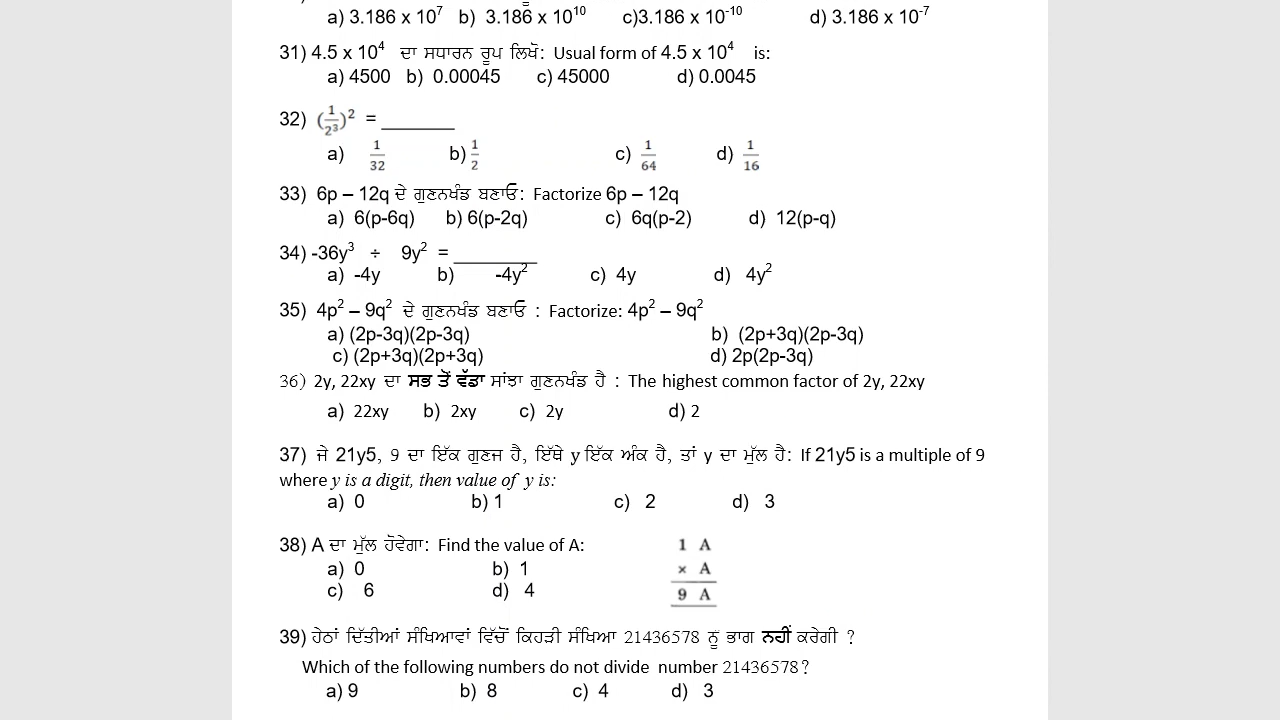 a) 3.186 x 10⁷ b) 3.186 x 10¹⁰ c)3.186 x 10⁻¹⁰ d) 3.186 x 10⁻⁷
31) 4.5 x 10⁴ ਦਾ ਸਧਾਰਨ ਰੂਪ ਲਿਖੋ: Usual form of 4.5 x 10⁴ is:
a) 4500 b) 0.00045 c) 45000 d) 0.0045
32) (1/2³)² = _______
a) 1/32 b) 1/2 c) 1/64 d) 1/16
33) 6p – 12q ਦੇ ਗੁਣਨਖੰਡ ਬਣਾਓ: Factorize 6p – 12q
a) 6(p-6q) b) 6(p-2q) c) 6q(p-2) d) 12(p-q)
34) -36y³ ÷ 9y² = ________
a) -4y b) -4y² c) 4y d) 4y²
35) 4p² – 9q² ਦੇ ਗੁਣਨਖੰਡ ਬਣਾਓ : Factorize: 4p² – 9q²
a) (2p-3q)(2p-3q) b) (2p+3q)(2p-3q)
c) (2p+3q)(2p+3q) d) 2p(2p-3q)
36) 2y, 22xy ਦਾ ਸਭ ਤੋਂ ਵੱਡਾ ਸਾਂਝਾ ਗੁਣਨਖੰਡ ਹੈ : The highest common factor of 2y, 22xy
a) 22xy b) 2xy c) 2y d) 2
37) ਜੇ 21y5, 9 ਦਾ ਇੱਕ ਗੁਣਜ ਹੈ, ਇੱਥੇ y ਇੱਕ ਅੰਕ ਹੈ, ਤਾਂ y ਦਾ ਮੁੱਲ ਹੈ: If 21y5 is a multiple of 9
where y is a digit, then value of y is:
a) 0 b) 1 c) 2 d) 3
38) A ਦਾ ਮੁੱਲ ਹੋਵੇਗਾ: Find the value of A: 1 A
a) 0 b) 1 × A
c) 6 d) 4 9 A
39) ਹੇਠਾਂ ਦਿੱਤੀਆਂ ਸੰਖਿਆਵਾਂ ਵਿੱਚੋਂ ਕਿਹੜੀ ਸੰਖਿਆ 21436578 ਨੂੰ ਭਾਗ ਨਹੀਂ ਕਰੇਗੀ ?
Which of the following numbers do not divide number 21436578?
a) 9 b) 8 c) 4 d) 3